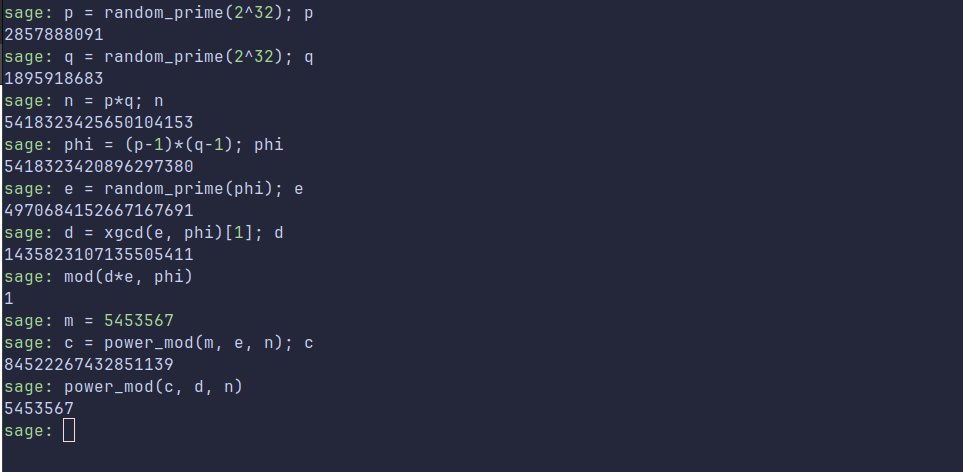 sage: p = random_prime(2^32); p
2857888091
sage: q = random_prime(2^32); q
1895918683
sage: n = p*q; n
5418323425650104153
sage: phi = (p-1)*(q-1); phi
5418323420896297380
sage: e = random_prime(phi); e
4970684152667167691
sage: d = xgcd(e, phi)[1]; d
1435823107135505411
sage: mod(d*e, phi)
1
sage: m = 5453567
sage: c = power_mod(m, e, n); c
84522267432851139
sage: power_mod(c, d, n)
5453567
sage: